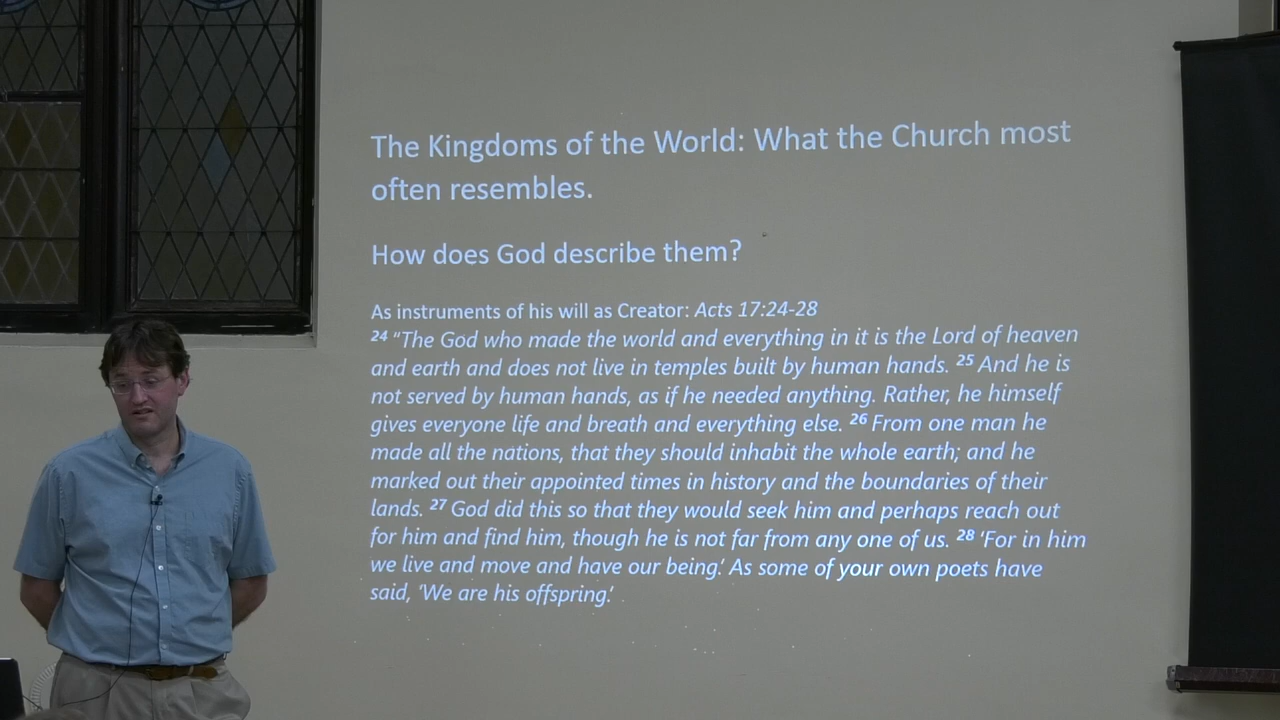 The Kingdoms of the World: What the Church most
often resembles.
How does God describe them?
As instruments of his will as Creator: Acts 17:24-28
24 “The God who made the world and everything in it is the Lord of heaven
and earth and does not live in temples built by human hands. 25 And he is
not served by human hands, as if he needed anything. Rather, he himself
gives everyone life and breath and everything else. 26 From one man he
made all the nations, that they should inhabit the whole earth; and he
marked out their appointed times in history and the boundaries of their
lands. 27 God did this so that they would seek him and perhaps reach out
for him and find him, though he is not far from any one of us. 28 ‘For in him
we live and move and have our being.’ As some of your own poets have
said, ‘We are his offspring.’